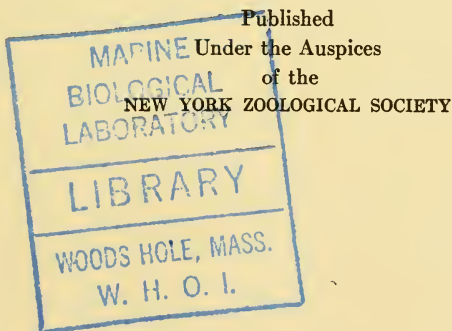 Published
Under the Auspices
of the
NEW YORK ZOOLOGICAL SOCIETY
MARINE
BIOLOGICAL
LABORATORY
LIBRARY
WOODS HOLE, MASS.
W. H. O. I.